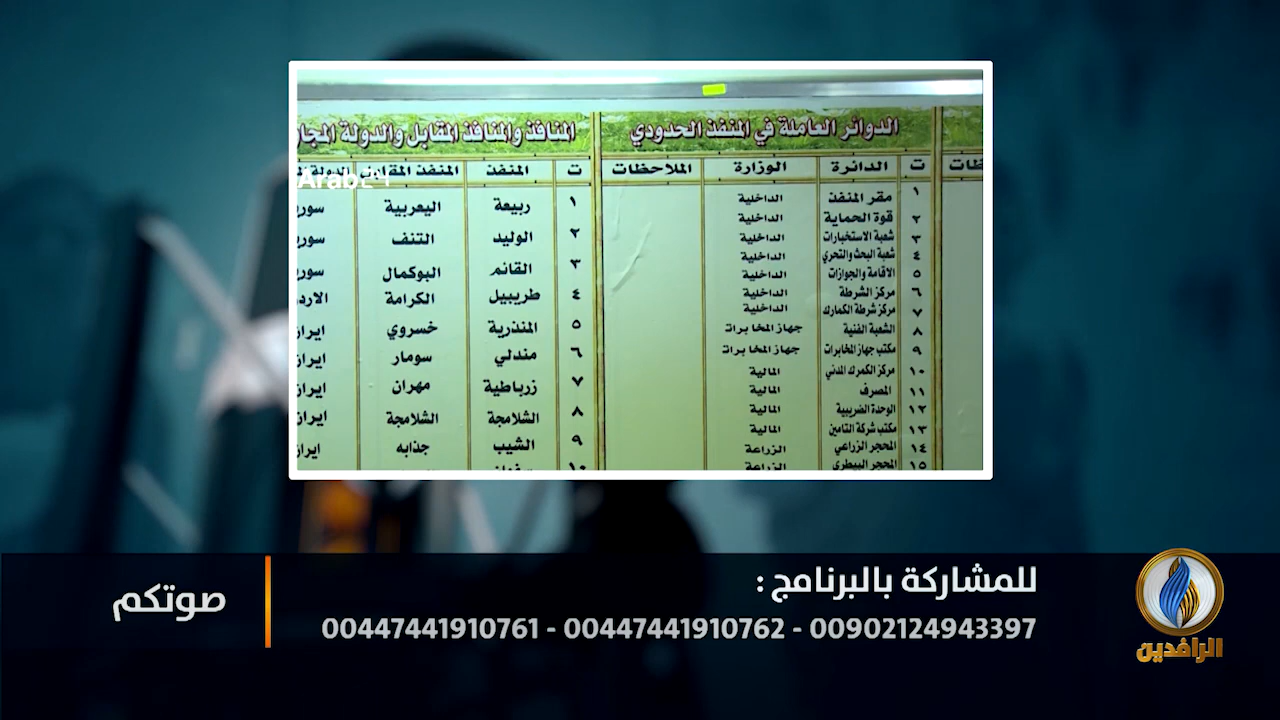 الدوائر العاملة في المنفذ الحدودي
ت الدائرة الوزارة الملاحظات
١ مقر المنفذ الداخلية
٢ قوة الحماية الداخلية
٣ شعبة الاستخبارات الداخلية
٤ شعبة البحث والتحري الداخلية
٥ الاقامة والجوازات الداخلية
٦ مركز الشرطة الداخلية
٧ مركز شرطة الكمارك الداخلية
٨ الشعبة الفنية جهاز المخابرات
٩ مكتب جهاز المخابرات جهاز المخابرات
١٠ مركز الكمرك المدني المالية
١١ المصرف المالية
١٢ الوحدة الضريبية المالية
١٣ مكتب شركة التامين المالية
١٤ المحجر الزراعي الزراعة
١٥ المحجر البيطري الزراعة
المنافذ والمنافذ المقابل والدولة
ت المنفذ المنفذ المقابل
١ ربيعة اليعربية
٢ الوليد التنف
٣ القائم البوكمال
٤ طريبيل الكرامة
٥ المنذرية خسروي
٦ مندلي سومار
٧ زرباطية مهران
٨ الشلامجة الشلامجة
٩ الشيب جذابه
١٠
Arab24
للمشاركة بالبرنامج :
00447441910761 - 00447441910762 - 00902124943397
صوتكم
الرافدين